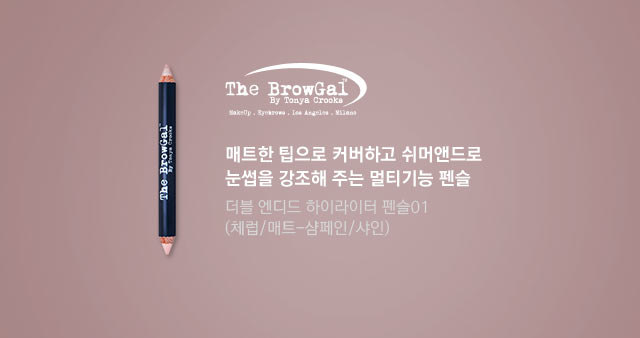 The BrowGal
By Tonya Crooks
MakeUp . Eyebrows . Los Angeles . Milano
The BrowGal
By Tonya Crooks
매트한 팁으로 커버하고 쉬머앤드로
눈썹을 강조해 주는 멀티기능 펜슬
더블 엔디드 하이라이터 펜슬01
(체럽/매트-샴페인/샤인)